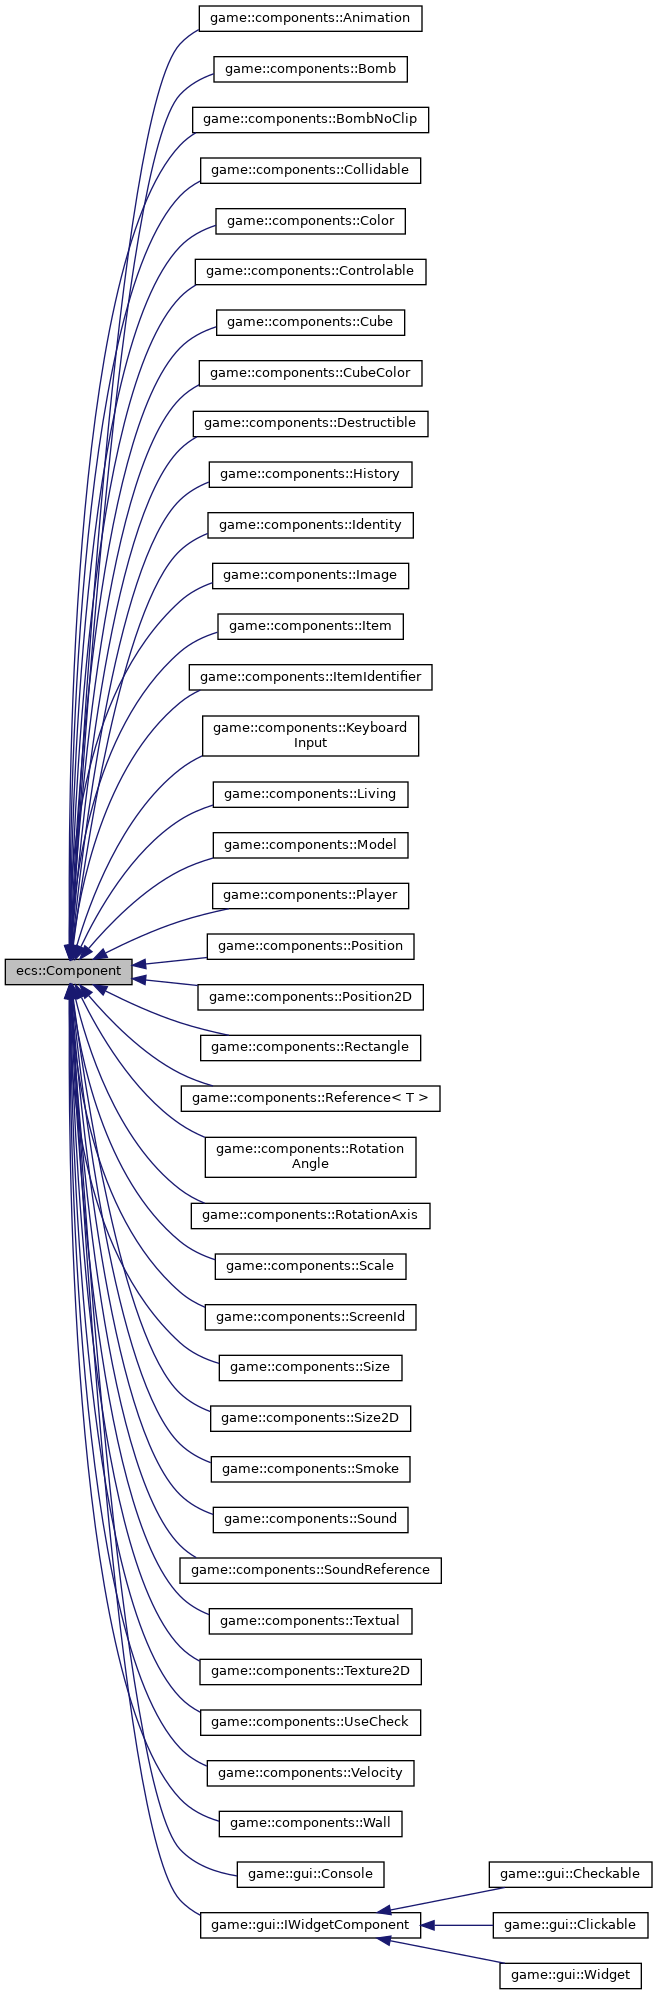 game::components::Animation
game::components::Bomb
game::components::BombNoClip
game::components::Collidable
game::components::Color
game::components::Controlable
game::components::Cube
game::components::CubeColor
game::components::Destructible
game::components::History
game::components::Identity
game::components::Image
game::components::Item
game::components::ItemIdentifier
game::components::Keyboard
Input
game::components::Living
game::components::Model
game::components::Player
game::components::Position
ecs::Component
game::components::Position2D
game::components::Rectangle
game::components::Reference< T >
game::components::Rotation
Angle
game::components::RotationAxis
game::components::Scale
game::components::ScreenId
game::components::Size
game::components::Size2D
game::components::Smoke
game::components::Sound
game::components::SoundReference
game::components::Textual
game::components::Texture2D
game::components::UseCheck
game::components::Velocity
game::components::Wall
game::gui::Console
game::gui::Checkable
game::gui::IWidgetComponent
game::gui::Clickable
game::gui::Widget